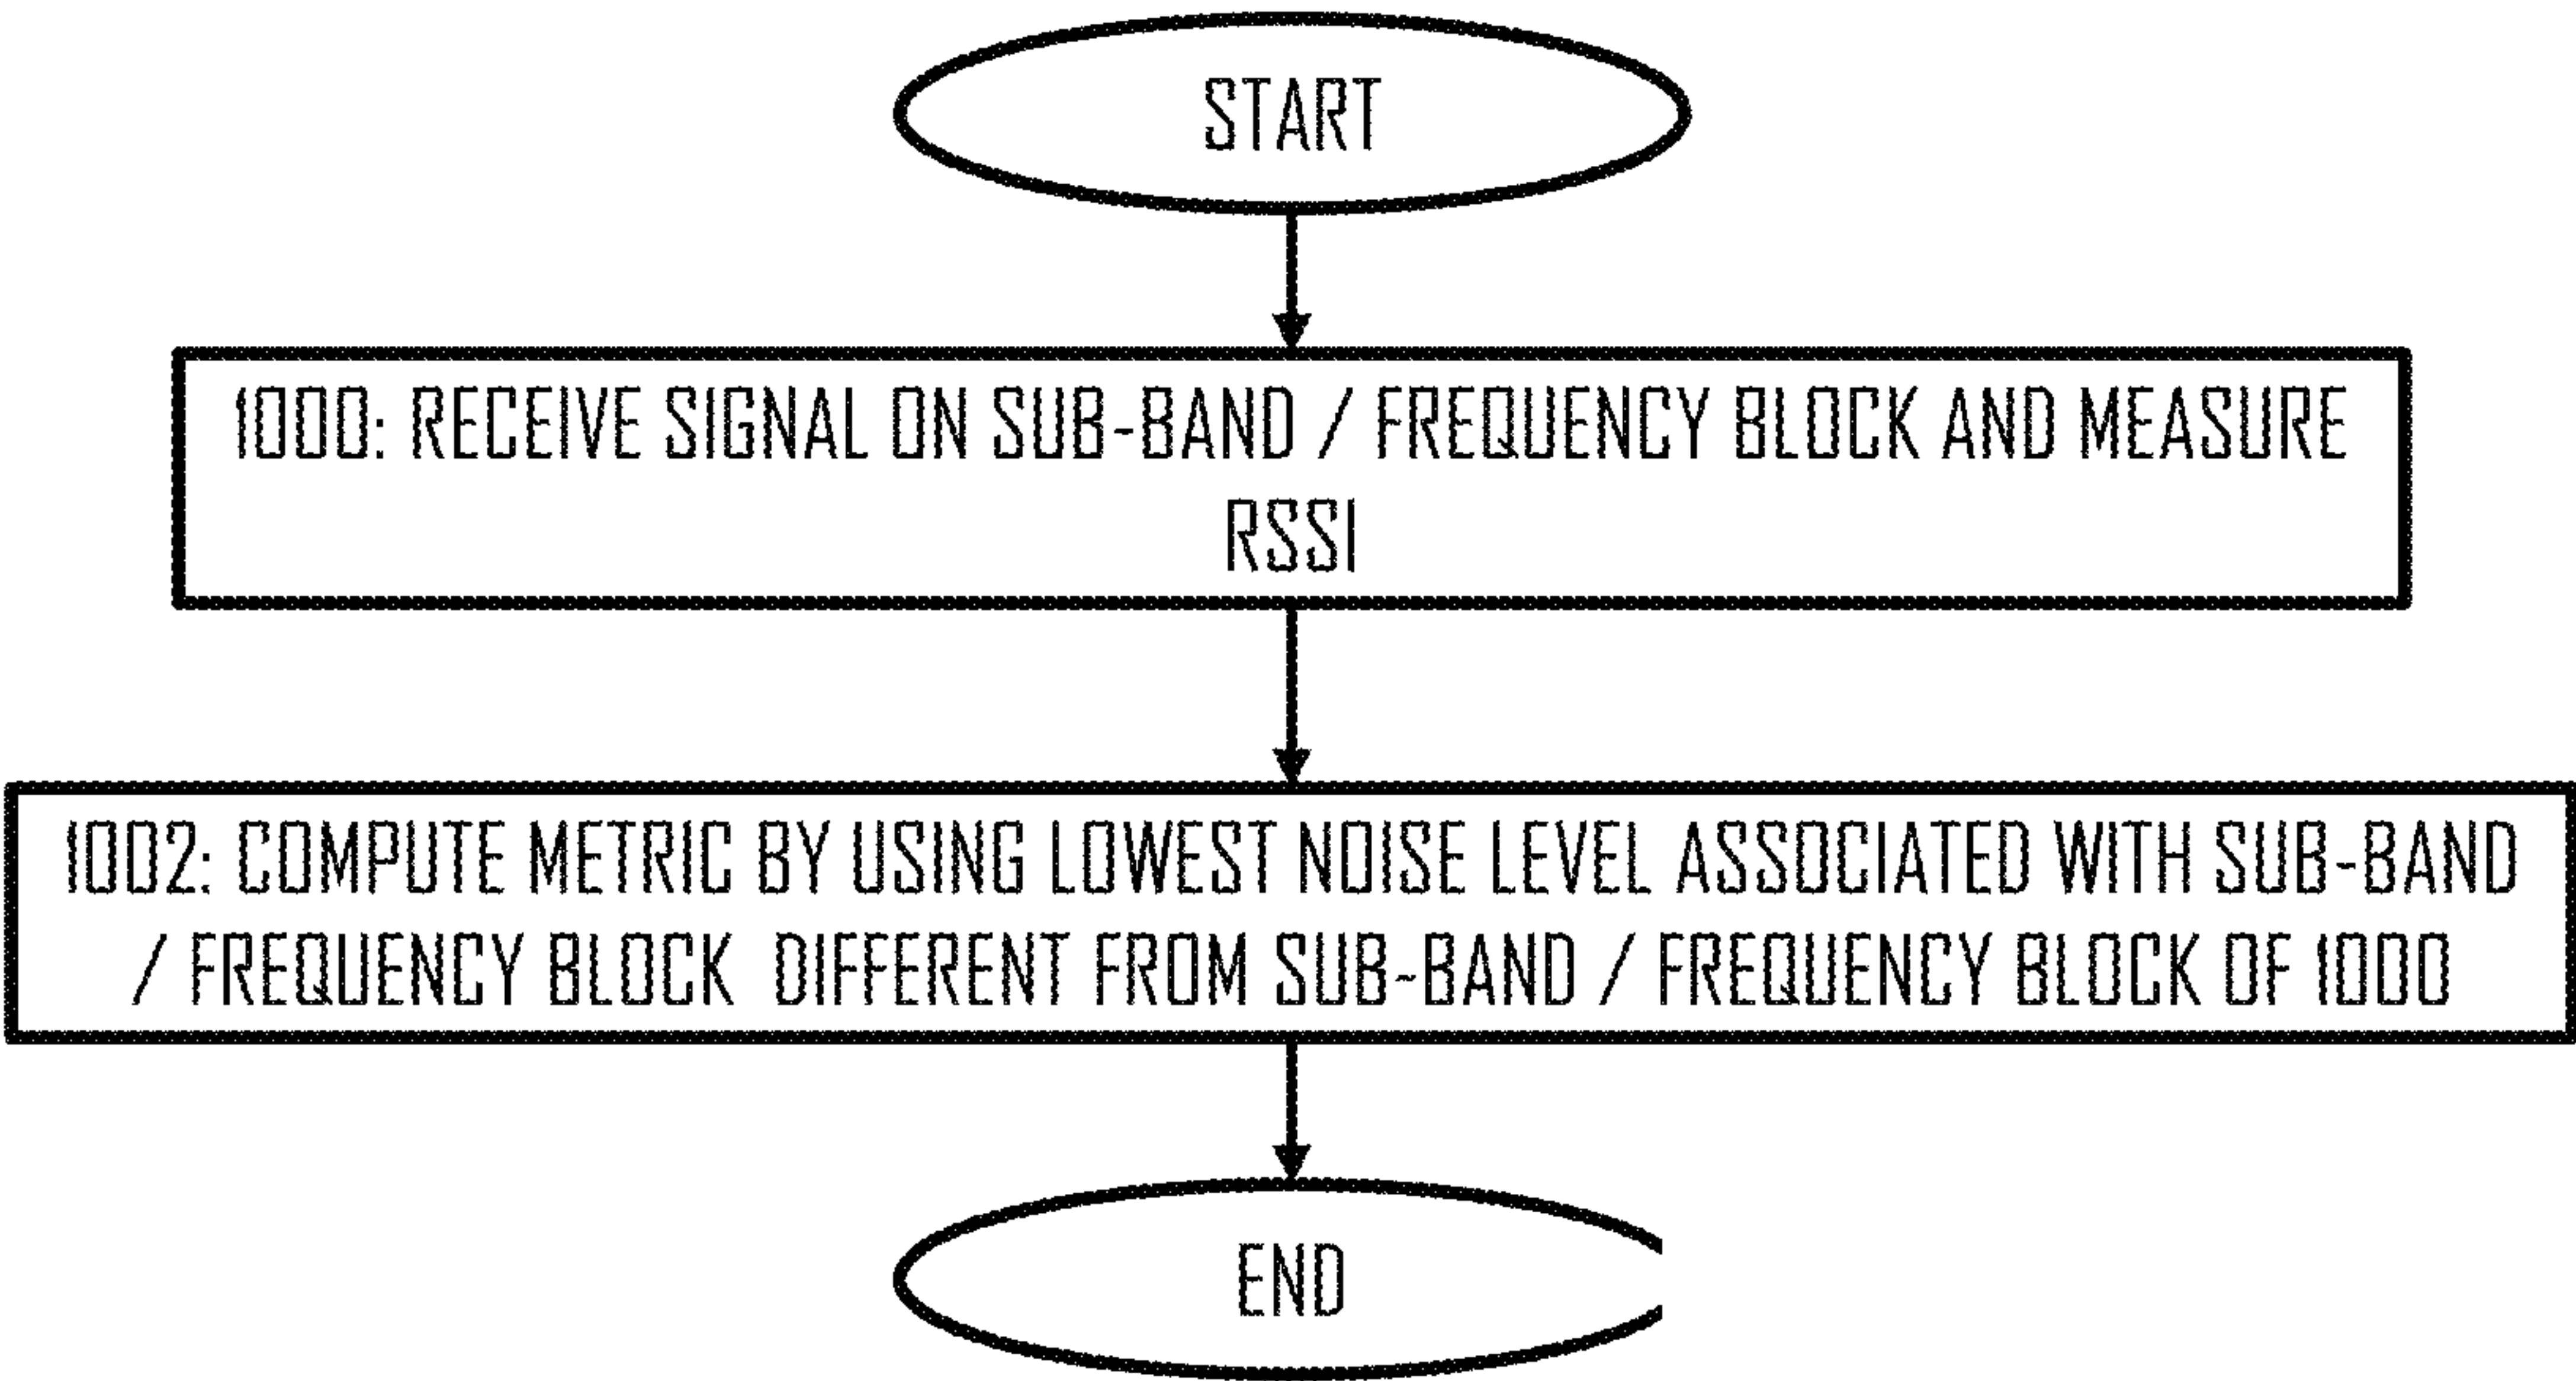 START
1000: RECEIVE SIGNAL ON SUB-BAND / FREQUENCY BLOCK AND MEASURE
RSSI
1002: COMPUTE METRIC BY USING LOWEST NOISE LEVEL ASSOCIATED WITH SUB-BAND
/ FREQUENCY BLOCK DIFFERENT FROM SUB-BAND / FREQUENCY BLOCK OF 1000
END